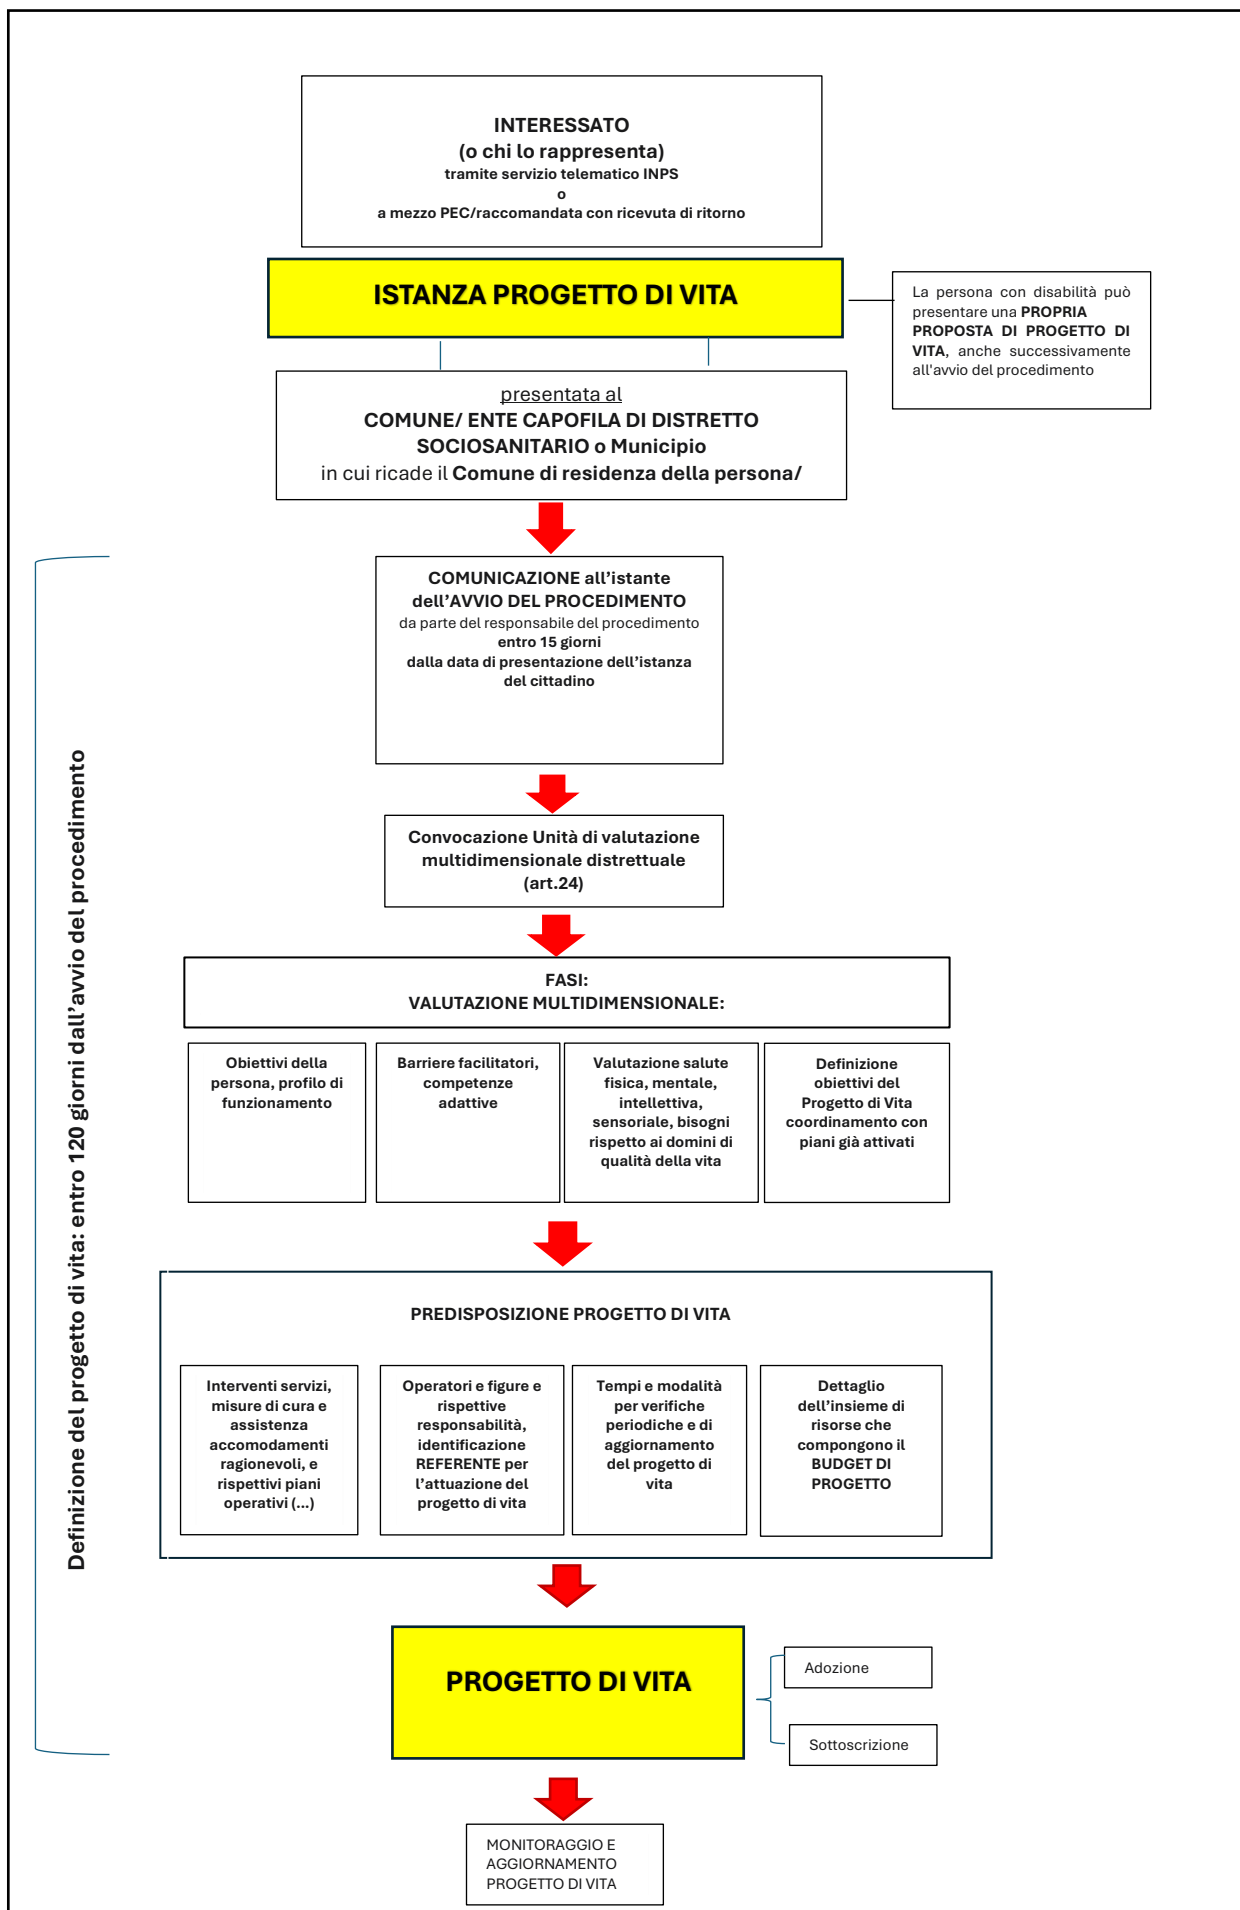 INTERESSATO
(o chi lo rappresenta)
tramite servizio telematico INPS
o
a mezzo PEC/raccomandata con ricevuta di ritorno
ISTANZA PROGETTO DI VITA
La persona con disabilità può
presentare una PROPRIA
PROPOSTA DI PROGETTO DI
VITA, anche successivamente
all'avvio del procedimento
presentata al
COMUNE/ ENTE CAPOFILA DI DISTRETTO
SOCIOSANITARIO o Municipio
in cui ricade il Comune di residenza della persona/
Definizione del progetto di vita: entro 120 giorni dall'avvio del procedimento
COMUNICAZIONE all'istante
dell'AVVIO DEL PROCEDIMENTO
da parte del responsabile del procedimento
entro 15 giorni
dalla data di presentazione dell'istanza
del cittadino
Convocazione Unità di valutazione
multidimensionale distrettuale
(art.24)
FASI:
VALUTAZIONE MULTIDIMENSIONALE:
Obiettivi della
persona, profilo di
funzionamento
Barriere facilitatori,
competenze
adattive
Valutazione salute
fisica, mentale,
intellettiva,
sensoriale, bisogni
rispetto ai domini di
qualità della vita
Definizione
obiettivi del
Progetto di Vita
coordinamento con
piani già attivati
PREDISPOSIZIONE PROGETTO DI VITA
Interventi servizi,
misure di cura e
assistenza
accomodamenti
ragionevoli, e
rispettivi piani
operativi (...)
Operatori e figure e
rispettive
responsabilità,
identificazione
REFERENTE per
l'attuazione del
progetto di vita
Tempi e modalità
per verifiche
periodiche e di
aggiornamento
del progetto di
vita
Dettaglio
dell'insieme di
risorse che
compongono il
BUDGET DI
PROGETTO
PROGETTO DI VITA
Adozione
Sottoscrizione
MONITORAGGIO E
AGGIORNAMENTO
PROGETTO DI VITA